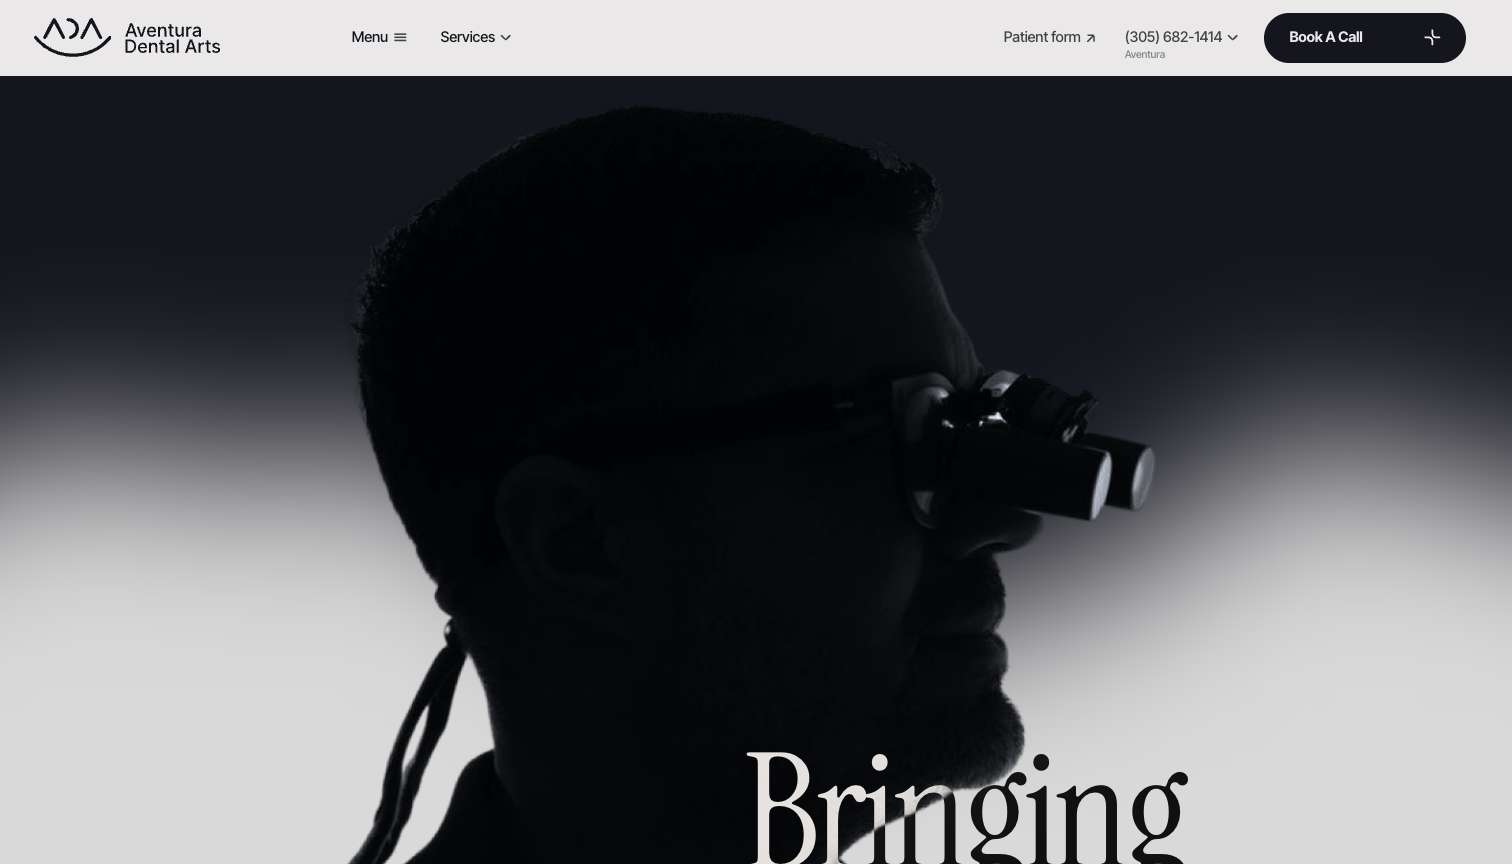 Aventura
Dental Arts
Menu
Services
Patient form
(305) 682-1414
Aventura
Book A Call
Bringing